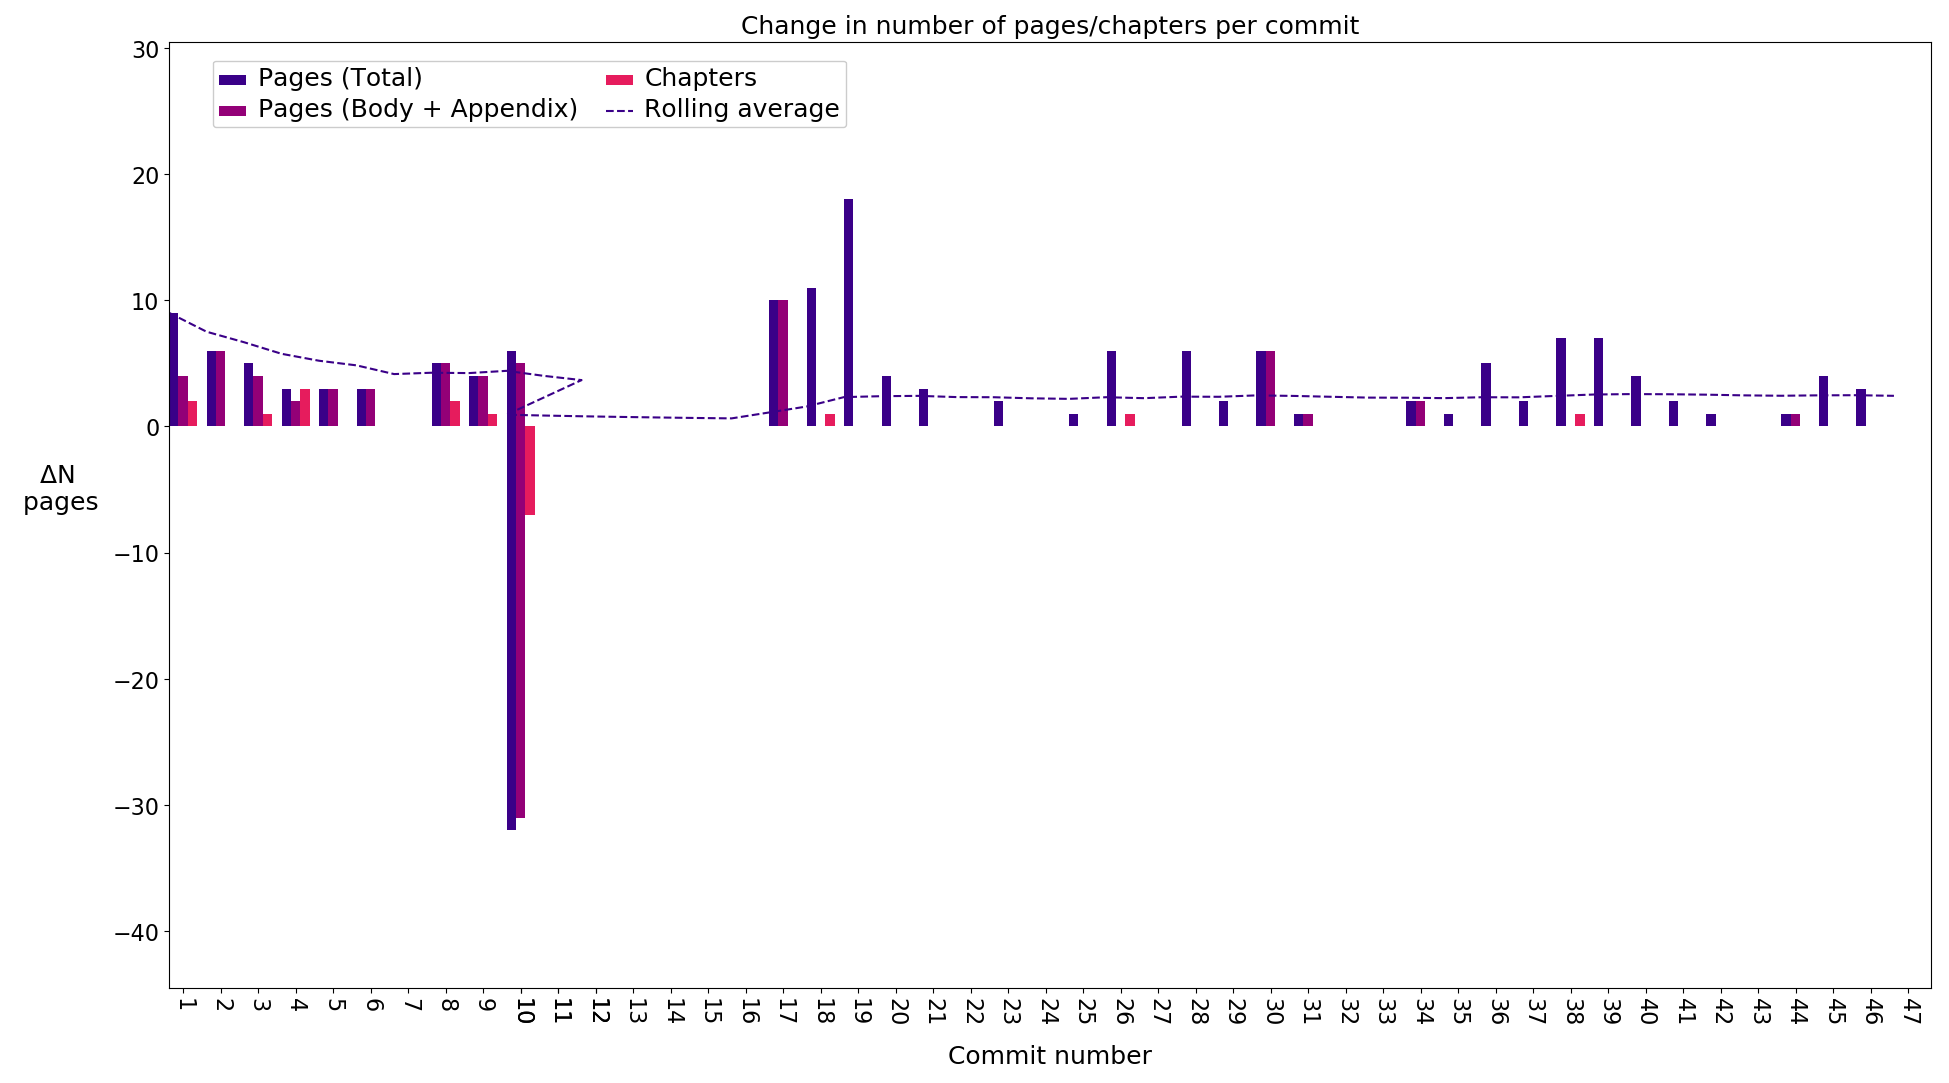 Change in number of pages/chapters per commit
Pages (Total)
Pages (Body + Appendix)
Chapters
Rolling average
30
20
10
0
−10
−20
−30
−40
ΔN
pages
1 2 3 4 5 6 7 8 9 10 11 12 13 14 15 16 17 18 19 20 21 22 23 24 25 26 27 28 29 30 31 32 33 34 35 36 37 38 39 40 41 42 43 44 45 46 47
Commit number